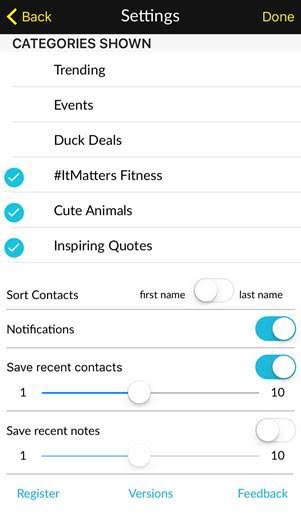 Back Settings Done
CATEGORIES SHOWN
Trending
Events
Duck Deals
#ItMatters Fitness
Cute Animals
Inspiring Quotes
Sort Contacts first name last name
Notifications
Save recent contacts
1 10
Save recent notes
1 10
Register Versions Feedback